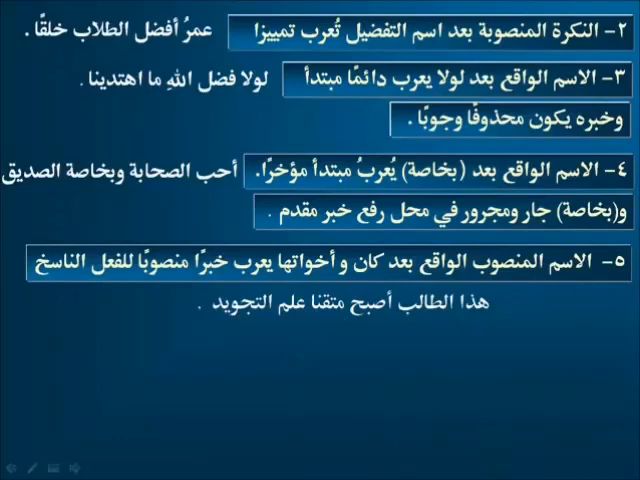 ٢- النكرة المنصوبة بعد اسم التفضيل تُعرب تمييزا عمرُ أفضل الطلاب خلقًا .
٣- الاسم الواقع بعد لولا يعرب دائمًا مبتدأ لولا فضل اللهِ ما اهتدينا .
وخبره يكون محذوفًا وجوبًا .
٤- الاسم الواقع بعد (بخاصة) يُعربُ مبتدأ مؤخرًا. أحب الصحابة وبخاصة الصديق
و(بخاصة) جار ومجرور في محل رفع خبر مقدم .
٥- الاسم المنصوب الواقع بعد كان و أخواتها يعرب خبرًا منصوبًا للفعل الناسخ
هذا الطالب أصبح متقنا علم التجويد .